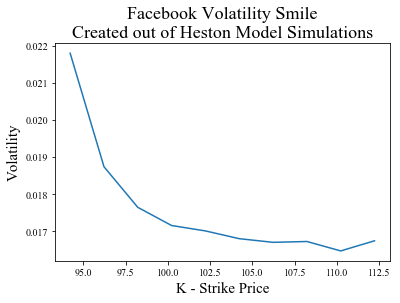 Facebook Volatility Smile
Created out of Heston Model Simulations
Volatility
0.022
0.021
0.020
0.019
0.018
0.017
95.0 97.5 100.0 102.5 105.0 107.5 110.0 112.5
K - Strike Price